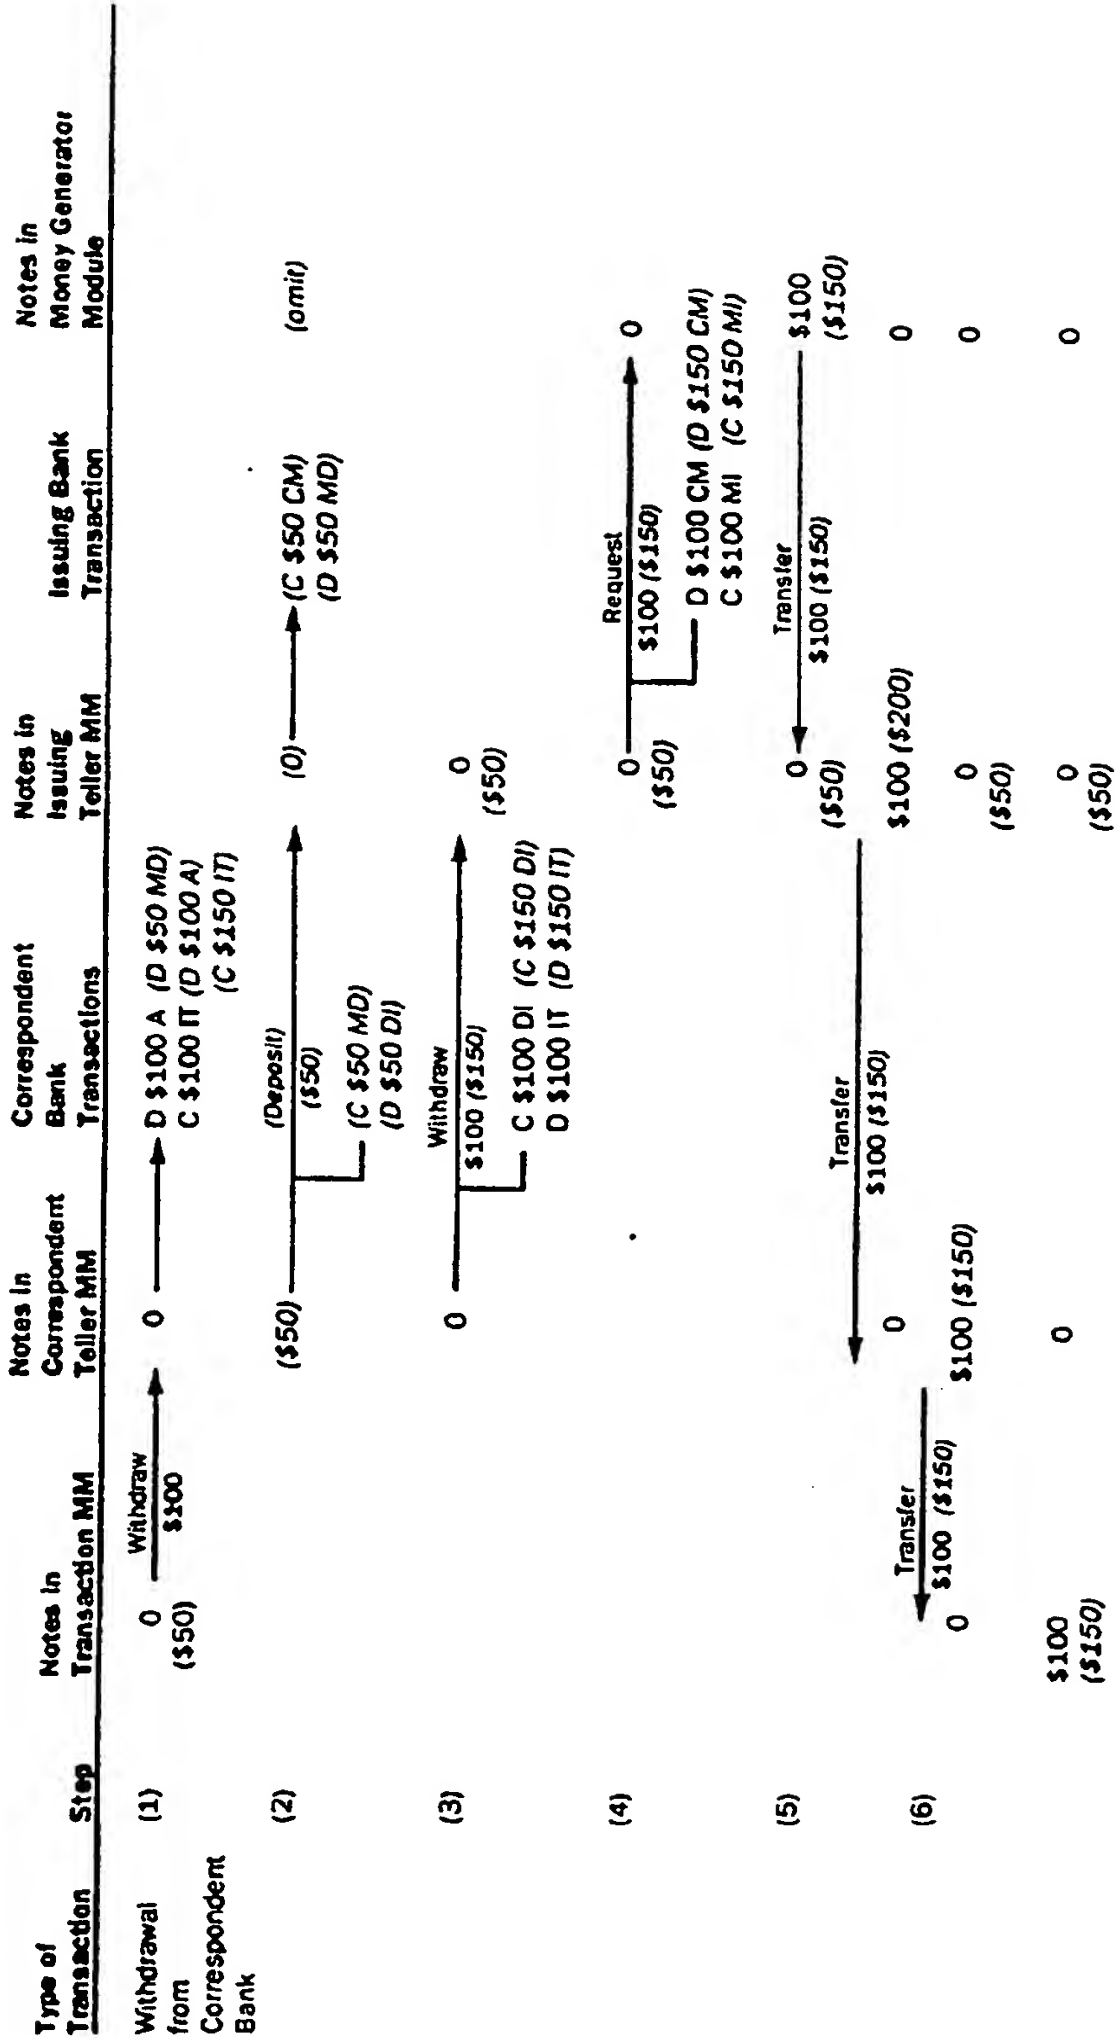 Type of
Transaction
Step
Notes in
Transaction MM
Notes in
Correspondent
Teller MM
Correspondent
Bank
Transactions
Notes in
Issuing
Teller MM
Issuing Bank
Transaction
Notes in
Money Generator
Module
Withdrawal
from
Correspondent
Bank
(1)
0
($50)
Withdraw
$100
0
D $100 A (D $50 MD)
C $100 IT (D $100 A)
(C $150 IT)
(2)
($50)
(Deposit)
($50)
(C $50 MD)
(D $50 DI)
(0)
(C $50 CM)
(D $50 MD)
(omit)
(3)
0
Withdraw
$100 ($150)
C $100 DI (C $150 DI)
D $100 IT (D $150 IT)
0
($50)
(4)
0
($50)
Request
$100 ($150)
D $100 CM (D $150 CM)
C $100 MI (C $150 MI)
0
(5)
0
($50)
Transfer
$100 ($150)
$100
($150)
Transfer
$100 ($150)
0
$100 ($200)
0
(6)
Transfer
$100 ($150)
0
$100 ($150)
0
($50)
0
$100
($150)
0
0
($50)
0